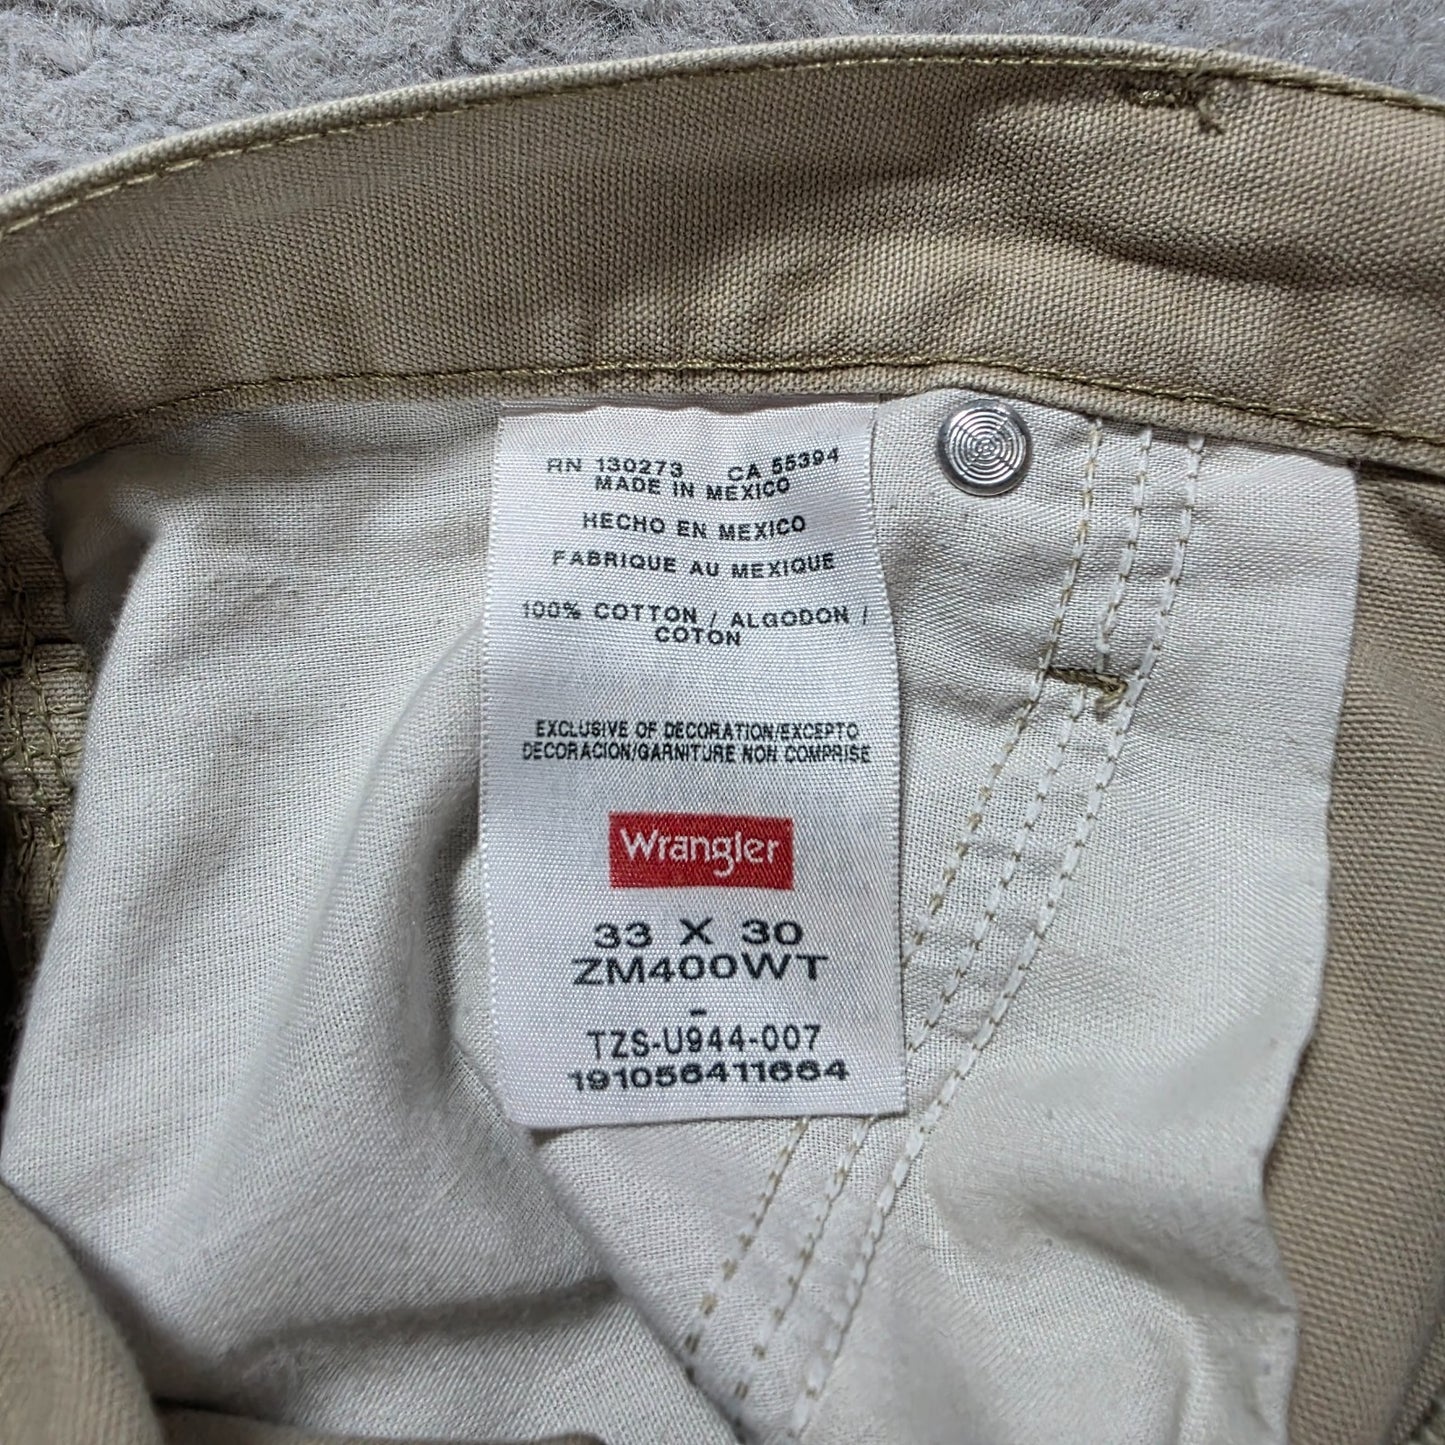 RN 130273 CA 55394
MADE IN MEXICO
HECHO EN MEXICO
FABRIQUE AU MEXIQUE
100% COTTON / ALGODON /
COTON
EXCLUSIVE OF DECORATION/EXCEPTO
DECORACION/GARNITURE NON COMPRISE
Wrangler
33 X 30
ZM400WT
-
TZS-U944-007
191056411664